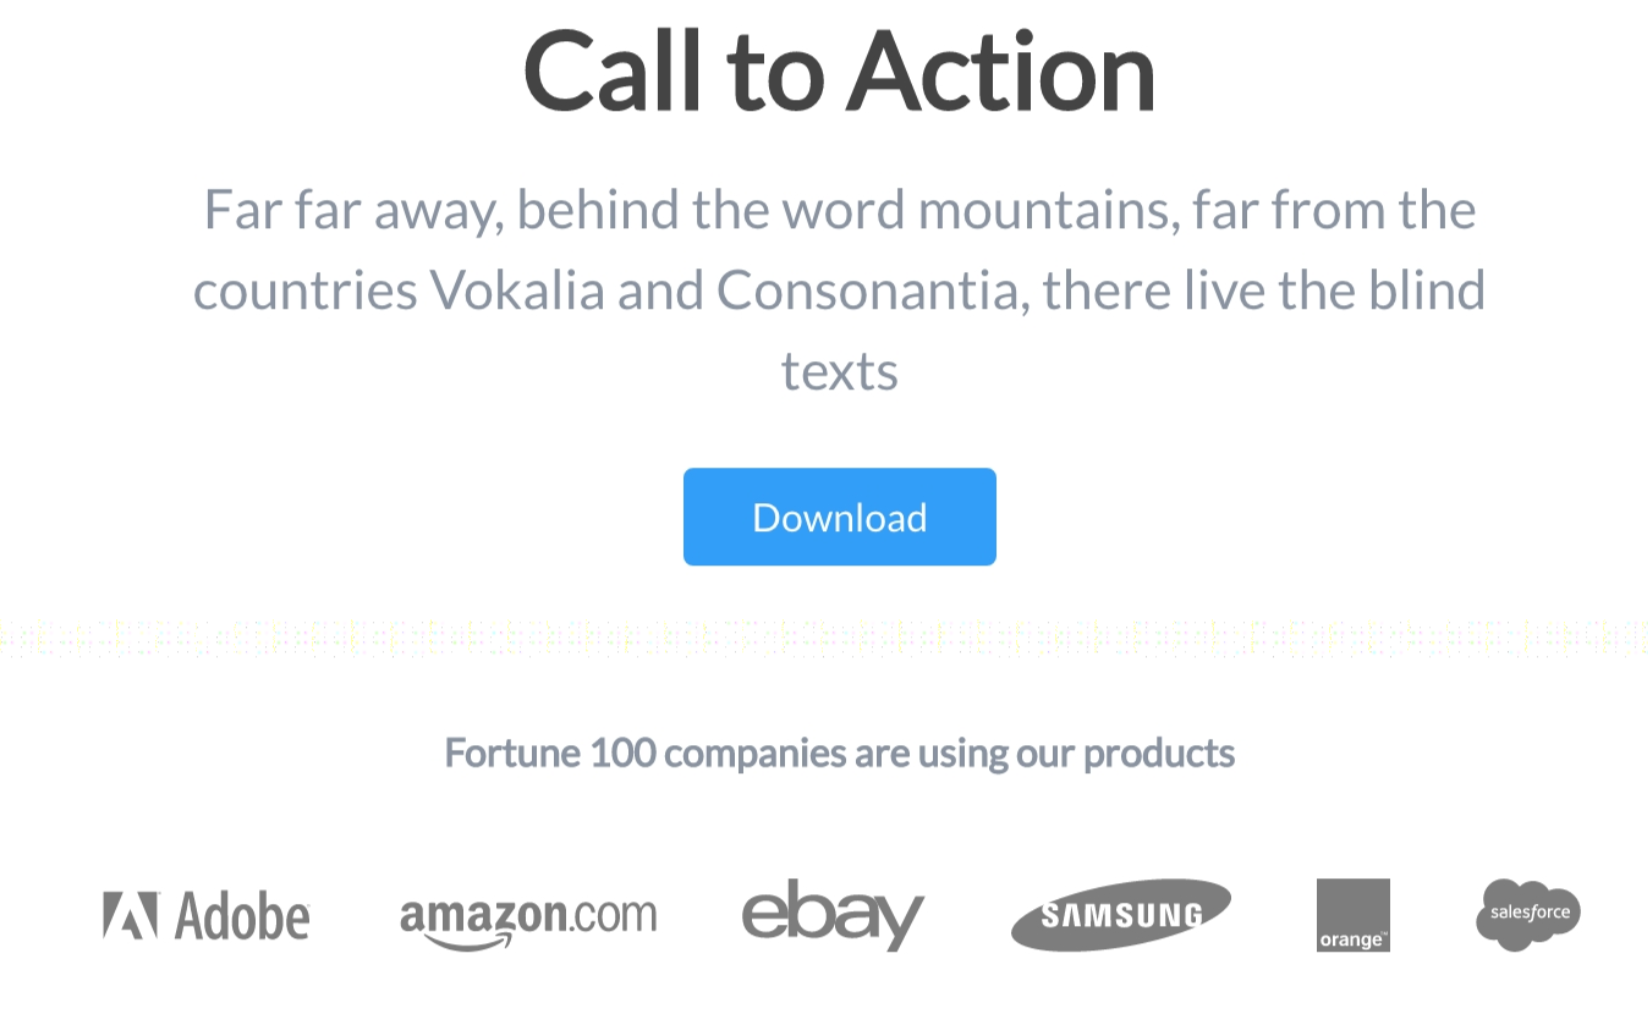 Call to Action
Far far away, behind the word mountains, far from the
countries Vokalia and Consonantia, there live the blind
texts
Download
Fortune 100 companies are using our products
Adobe
amazon.com
ebay
SAMSUNG
orange™
salesforce